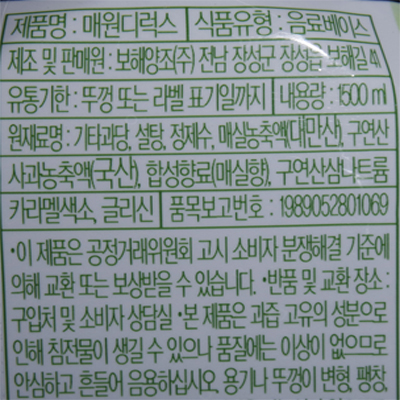 제품명 : 매원디럭스 식품유형 : 음료베이스
제조 및 판매원 : 보해양조(주) 전남 장성군 장성읍 보해길 41
유통기한 : 뚜껑 또는 라벨 표기일까지 내용량 : 1500 ml
원재료명 : 기타과당, 설탕, 정제수, 매실농축액(대만산), 구연산
사과농축액(국산), 합성향료(매실향), 구연산삼나트륨
카라멜색소, 글리신 품목보고번호 : 1989052801069
•이 제품은 공정거래위원회 고시 소비자 분쟁해결 기준에
의해 교환 또는 보상받을 수 있습니다. •반품 및 교환 장소 :
구입처 및 소비자 상담실 •본 제품은 과즙 고유의 성분으로
인해 침전물이 생길 수 있으나 품질에는 이상이 없으므로
안심하고 흔들어 음용하십시오. 용기나 뚜껑이 변형, 팽창,